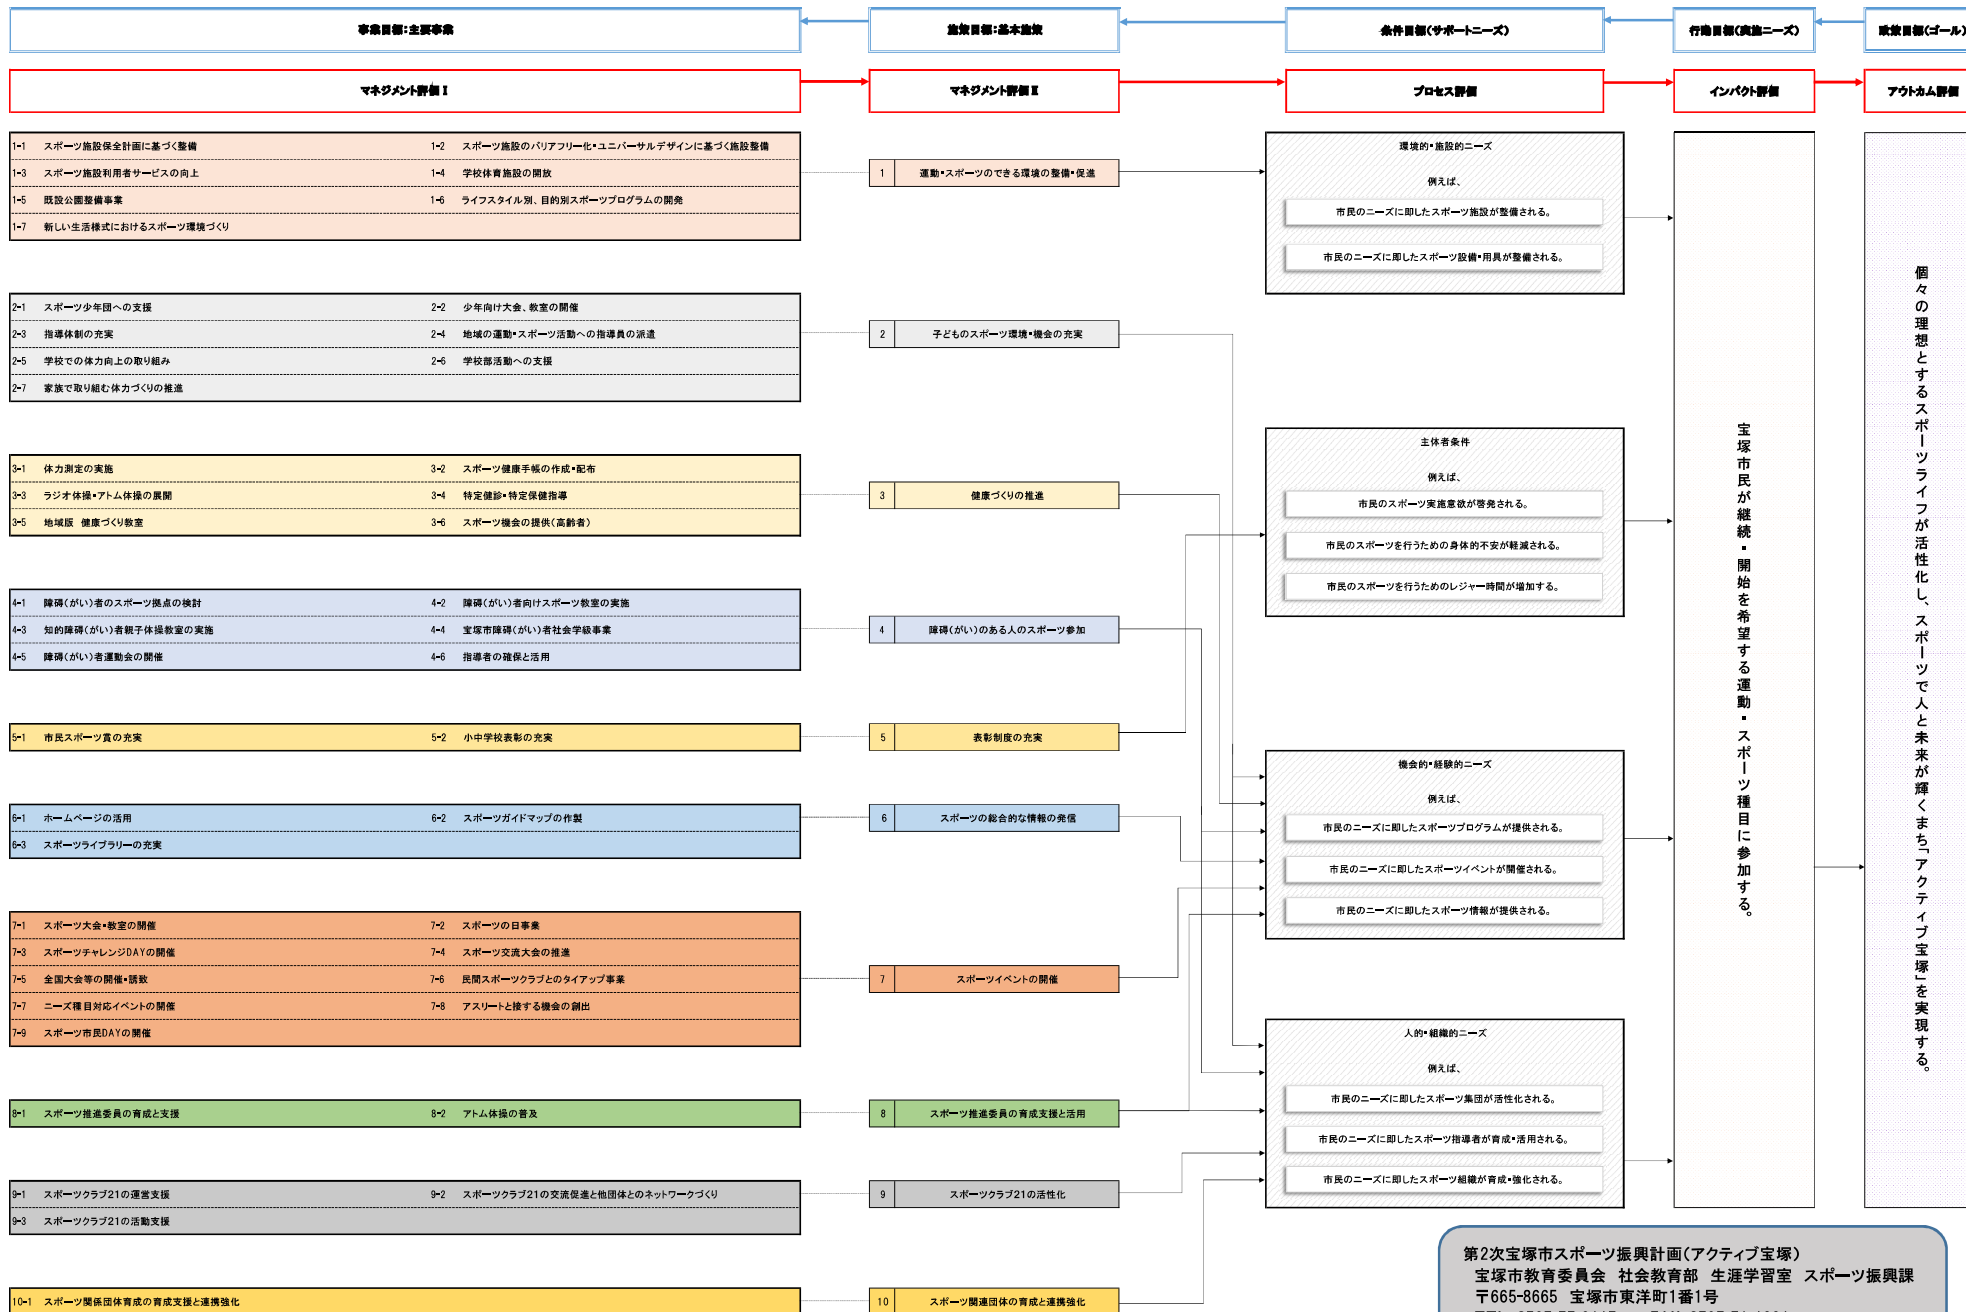 事業目標:主要事業
施策目標:基本施策
条件目標(サポートニーズ)
行動目標(実施ニーズ)
政策目標(ゴール)
マネジメント評価Ⅰ
マネジメント評価Ⅱ
プロセス評価
インパクト評価
アウトカム評価
1-1 スポーツ施設保全計画に基づく整備
1-2 スポーツ施設のバリアフリー化・ユニバーサルデザインに基づく施設整備
1-3 スポーツ施設利用者サービスの向上
1-4 学校体育施設の開放
1-5 既設公園整備事業
1-6 ライフスタイル別、目的別スポーツプログラムの開発
1-7 新しい生活様式におけるスポーツ環境づくり
1 運動・スポーツのできる環境の整備・促進
2-1 スポーツ少年団への支援
2-2 少年向け大会、教室の開催
2-3 指導体制の充実
2-4 地域の運動・スポーツ活動への指導員の派遣
2-5 学校での体力向上の取り組み
2-6 学校部活動への支援
2-7 家族で取り組む体力づくりの推進
2 子どものスポーツ環境・機会の充実
3-1 体力測定の実施
3-2 スポーツ健康手帳の作成・配布
3-3 ラジオ体操・アトム体操の展開
3-4 特定健診・特定保健指導
3-5 地域版 健康づくり教室
3-6 スポーツ機会の提供(高齢者)
3 健康づくりの推進
4-1 障碍(がい)者のスポーツ拠点の検討
4-2 障碍(がい)者向けスポーツ教室の実施
4-3 知的障碍(がい)者親子体操教室の実施
4-4 宝塚市障碍(がい)者社会学級事業
4-5 障碍(がい)者運動会の開催
4-6 指導者の確保と活用
4 障碍(がい)のある人のスポーツ参加
5-1 市民スポーツ賞の充実
5-2 小中学校表彰の充実
5 表彰制度の充実
6-1 ホームページの活用
6-2 スポーツガイドマップの作製
6-3 スポーツライブラリーの充実
6 スポーツの総合的な情報の発信
7-1 スポーツ大会・教室の開催
7-2 スポーツの日事業
7-3 スポーツチャレンジDAYの開催
7-4 スポーツ交流大会の推進
7-5 全国大会等の開催・誘致
7-6 民間スポーツクラブとのタイアップ事業
7-7 ニーズ種目対応イベントの開催
7-8 アスリートと接する機会の創出
7-9 スポーツ市民DAYの開催
7 スポーツイベントの開催
8-1 スポーツ推進委員の育成と支援
8-2 アトム体操の普及
8 スポーツ推進委員の育成支援と活用
9-1 スポーツクラブ21の運営支援
9-2 スポーツクラブ21の交流促進と他団体とのネットワークづくり
9-3 スポーツクラブ21の活動支援
9 スポーツクラブ21の活性化
10-1 スポーツ関係団体育成の育成支援と連携強化
10 スポーツ関連団体の育成と連携強化
環境的・施設的ニーズ
例えば、
市民のニーズに即したスポーツ施設が整備される。
市民のニーズに即したスポーツ設備・用具が整備される。
主体者条件
例えば、
市民のスポーツ実施意欲が啓発される。
市民のスポーツを行うための身体的不安が軽減される。
市民のスポーツを行うためのレジャー時間が増加する。
機会的・経験的ニーズ
例えば、
市民のニーズに即したスポーツプログラムが提供される。
市民のニーズに即したスポーツイベントが開催される。
市民のニーズに即したスポーツ情報が提供される。
人的・組織的ニーズ
例えば、
市民のニーズに即したスポーツ集団が活性化される。
市民のニーズに即したスポーツ指導者が育成・活用される。
市民のニーズに即したスポーツ組織が育成・強化される。
宝塚市民が継続・開始を希望する運動・スポーツ種目に参加する。
個々の理想とするスポーツライフが活性化し、スポーツで人と未来が輝くまち「アクティブ宝塚」を実現する。
第2次宝塚市スポーツ振興計画(アクティブ宝塚)
宝塚市教育委員会 社会教育部 生涯学習室 スポーツ振興課
〒665-8665 宝塚市東洋町1番1号